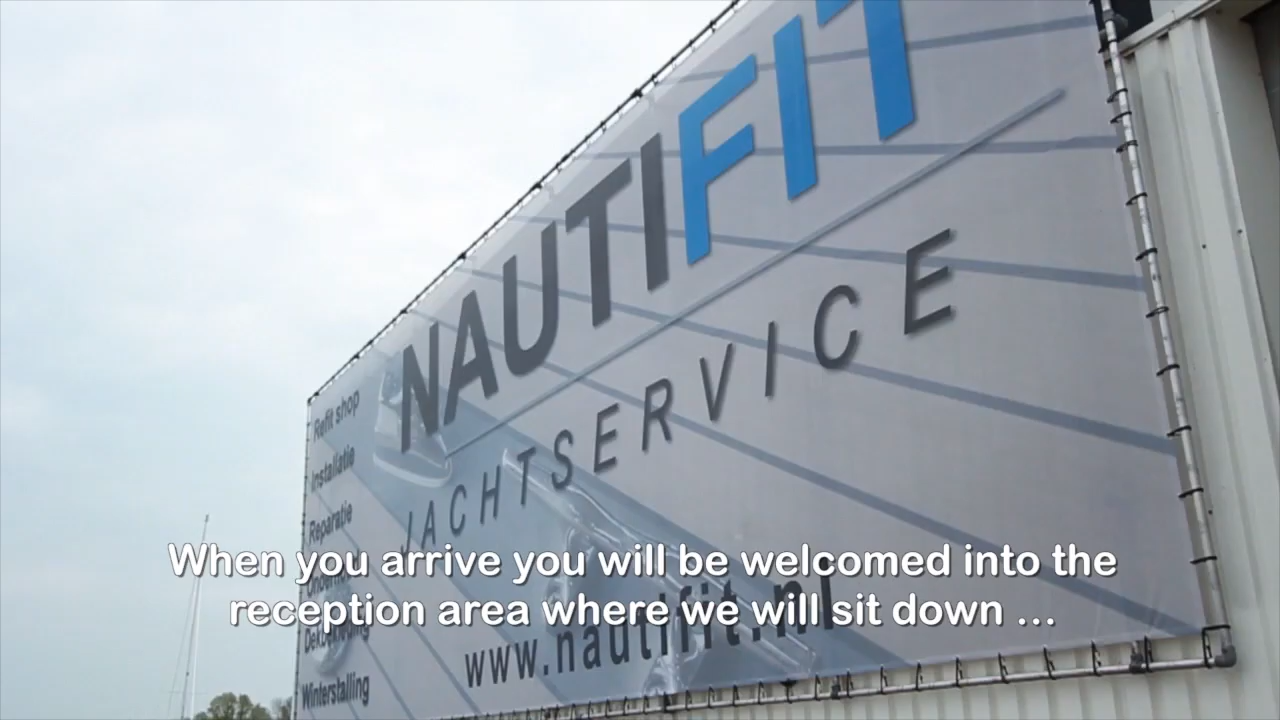 NAUTIFIT
JACHTSERVICE
Refit shop
Installatie
Reparatie
Winterstalling
www.nautifit.nl
When you arrive you will be welcomed into the
reception area where we will sit down ...